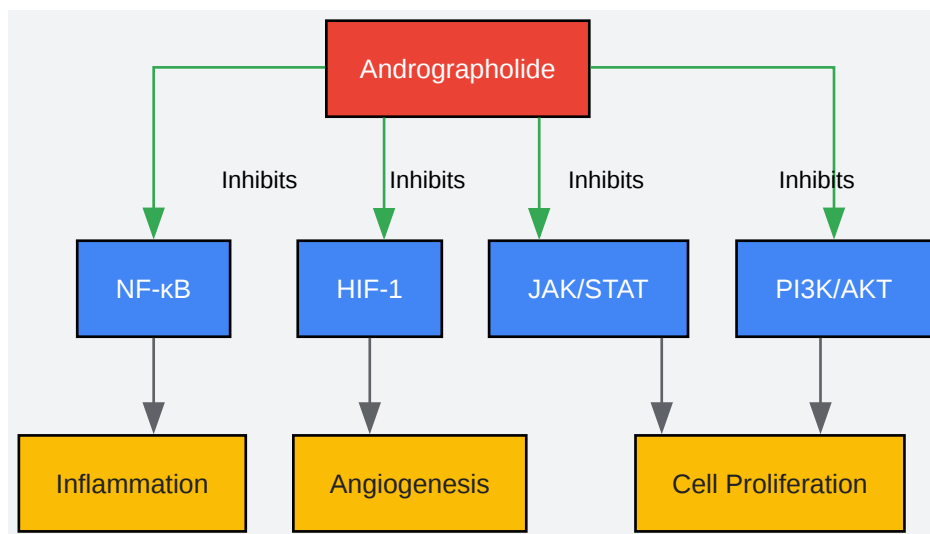 Andrographolide
Inhibits
Inhibits
Inhibits
Inhibits
NF-κB
HIF-1
JAK/STAT
PI3K/AKT
Inflammation
Angiogenesis
Cell Proliferation